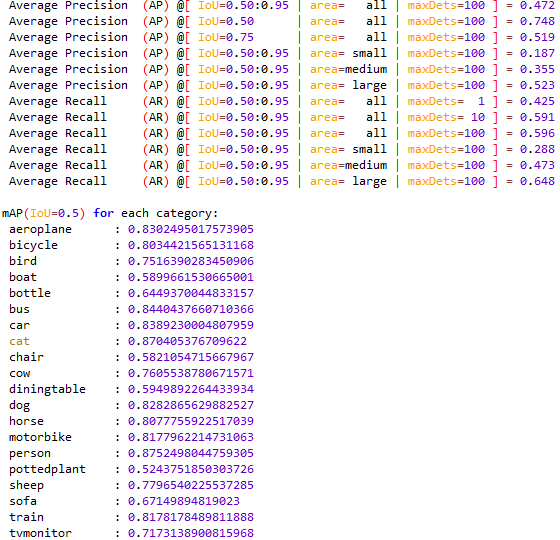 Average Precision  (AP) @[ IoU=0.50:0.95 | area=   all | maxDets=100 ] = 0.472
Average Precision  (AP) @[ IoU=0.50      | area=   all | maxDets=100 ] = 0.748
Average Precision  (AP) @[ IoU=0.75      | area=   all | maxDets=100 ] = 0.519
Average Precision  (AP) @[ IoU=0.50:0.95 | area= small | maxDets=100 ] = 0.187
Average Precision  (AP) @[ IoU=0.50:0.95 | area=medium | maxDets=100 ] = 0.355
Average Precision  (AP) @[ IoU=0.50:0.95 | area= large | maxDets=100 ] = 0.523
Average Recall     (AR) @[ IoU=0.50:0.95 | area=   all | maxDets=  1 ] = 0.425
Average Recall     (AR) @[ IoU=0.50:0.95 | area=   all | maxDets= 10 ] = 0.591
Average Recall     (AR) @[ IoU=0.50:0.95 | area=   all | maxDets=100 ] = 0.596
Average Recall     (AR) @[ IoU=0.50:0.95 | area= small | maxDets=100 ] = 0.288
Average Recall     (AR) @[ IoU=0.50:0.95 | area=medium | maxDets=100 ] = 0.473
Average Recall     (AR) @[ IoU=0.50:0.95 | area= large | maxDets=100 ] = 0.648
mAP(IoU=0.5) for each category:
aeroplane      : 0.8302495017573905
bicycle        : 0.8034421565131168
bird           : 0.7516390283450906
boat           : 0.5899661530665001
bottle         : 0.6449370044833157
bus            : 0.8440437660710366
car            : 0.8389230004807959
cat            : 0.870405376709622
chair          : 0.5821054715667967
cow            : 0.7605538780671571
diningtable    : 0.5949892264433934
dog            : 0.8282865629882527
horse          : 0.8077755922517039
motorbike      : 0.8177962214731063
person         : 0.8752498044759305
pottedplant    : 0.5243751850303726
sheep          : 0.7796540225537285
sofa           : 0.67149894819023
train          : 0.8178178489811888
tvmonitor      : 0.7173138900815968